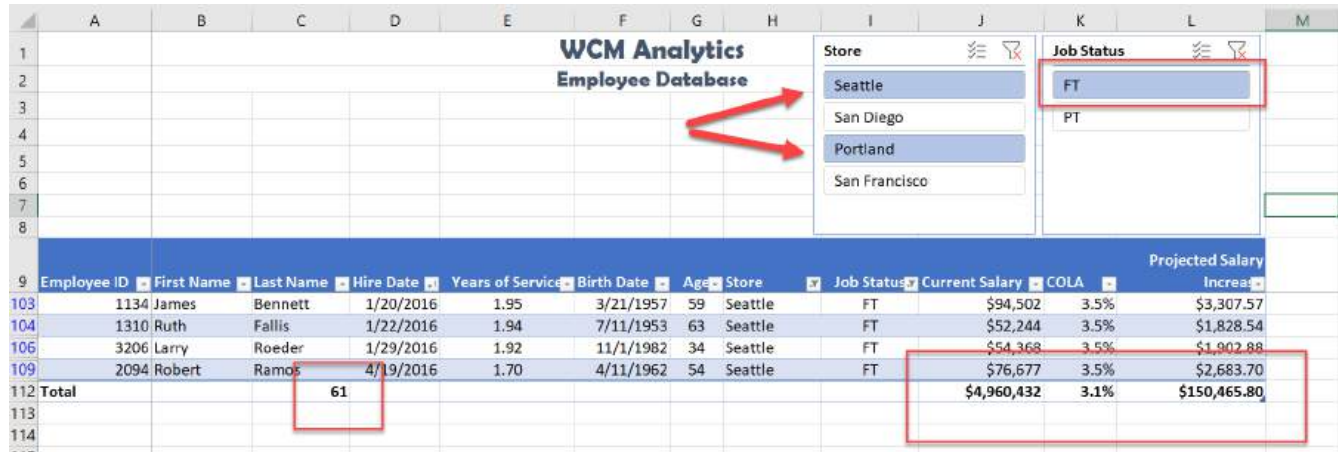 A B C D E F G H I J K L M
1 WCM Analytics Store Job Status
2 Employee Database Seattle FT
3 San Diego PT
4
5 Portland
6 San Francisco
7
8
Projected Salary
9 Employee ID First Name Last Name Hire Date Years of Service Birth Date Age Store Job Status Current Salary COLA Increas
103 1134 James Bennett 1/20/2016 1.95 3/21/1957 59 Seattle FT $94,502 3.5% $3,307.57
104 1310 Ruth Fallis 1/22/2016 1.94 7/11/1953 63 Seattle FT $52,244 3.5% $1,828.54
106 3206 Larry Roeder 1/29/2016 1.92 11/1/1982 34 Seattle FT $54,368 3.5% $1,902.88
109 2094 Robert Ramos 4/19/2016 1.70 4/11/1962 54 Seattle FT $76,677 3.5% $2,683.70
112 Total 61 $4,960,432 3.1% $150,465.80
113
114